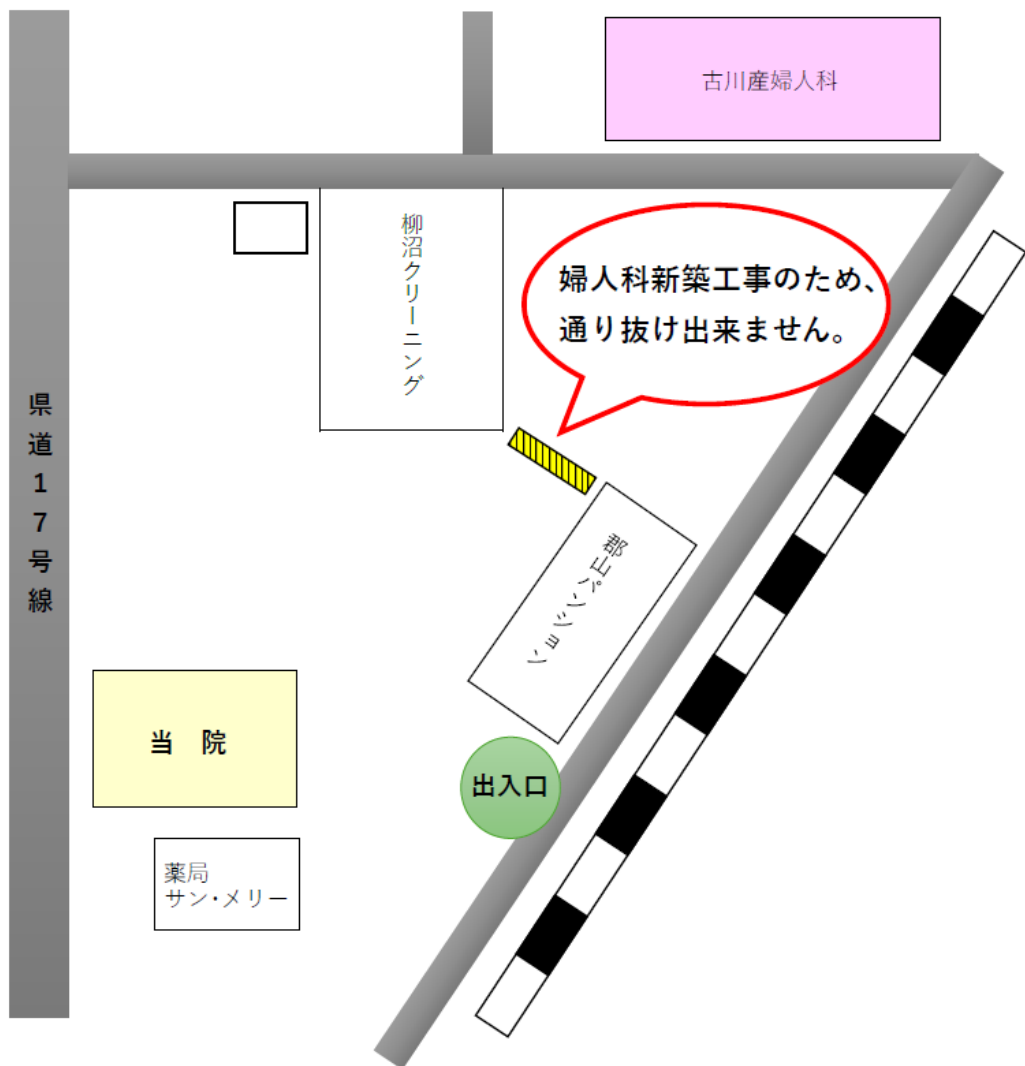 古川産婦人科
柳沼クリーニング
婦人科新築工事のため、
通り抜け出来ません。
県道17号線
郡山パンション
当　院
出入口
薬局
サン・メリー